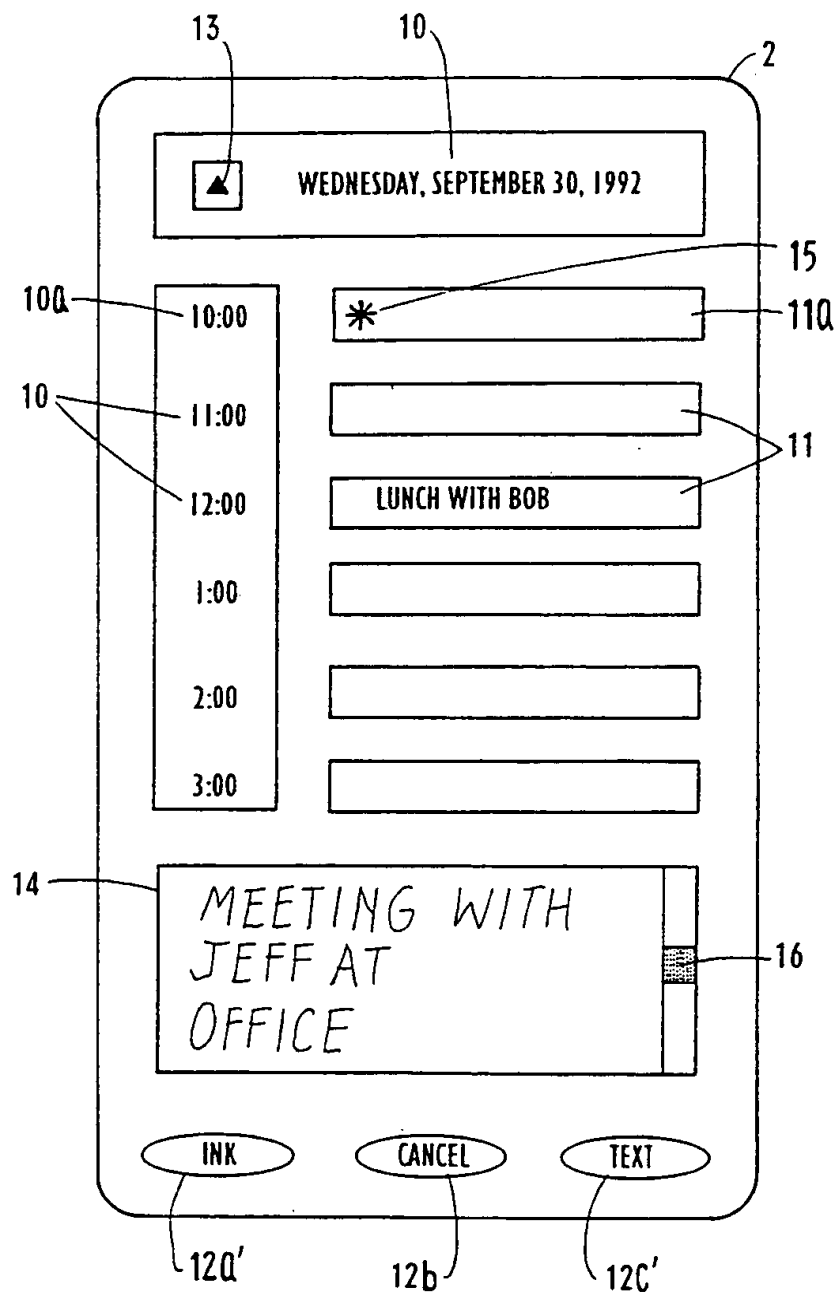 13
10
2
▲ WEDNESDAY, SEPTEMBER 30, 1992
15
10a
10:00
✳
11a
10
11:00
11
12:00
LUNCH WITH BOB
1:00
2:00
3:00
14
MEETING WITH
JEFF AT
OFFICE
16
INK
CANCEL
TEXT
12a'
12b
12c'